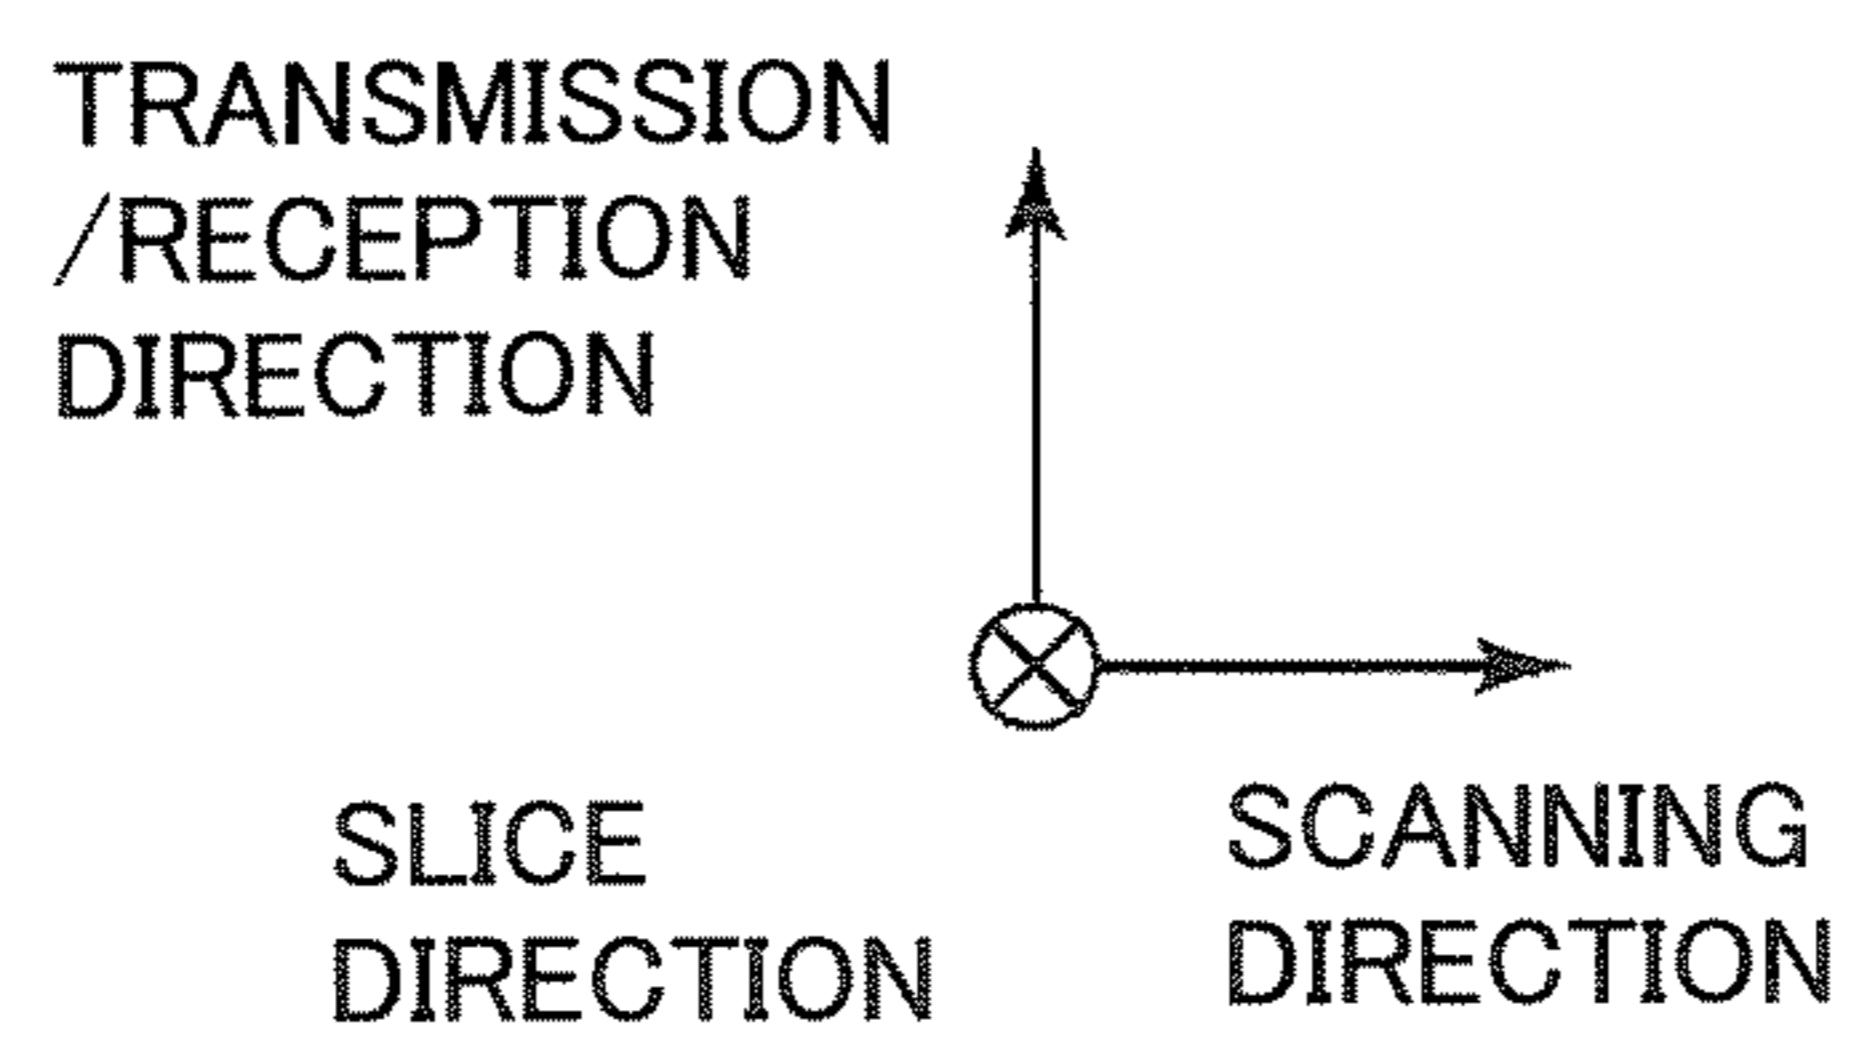 TRANSMISSION
/RECEPTION
DIRECTION
SLICE
DIRECTION
SCANNING
DIRECTION